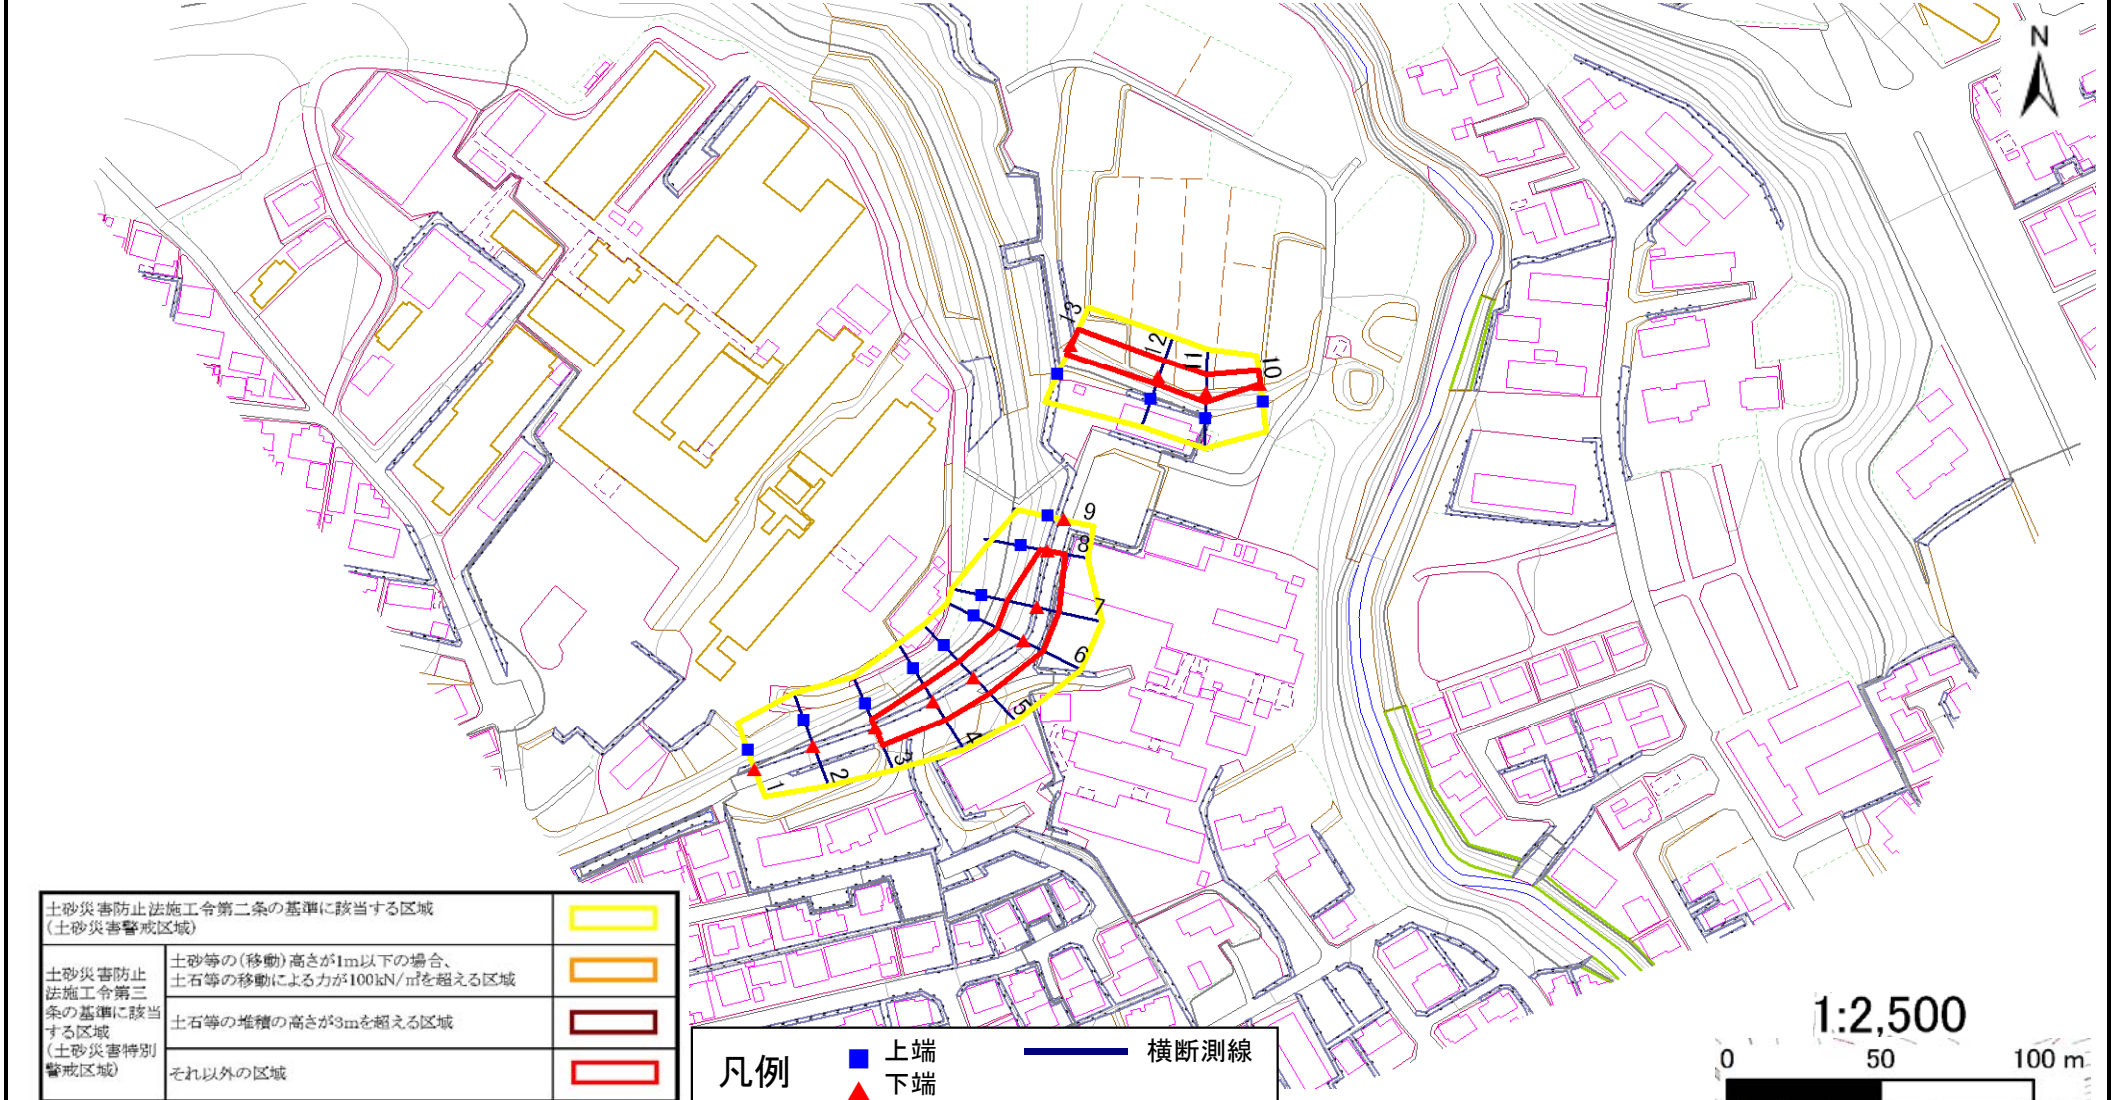 N
13
12
11
10
9
8
7
6
5
4
3
2
1
土砂災害防止法施工令第二条の基準に該当する区域
(土砂災害警戒区域)
土砂災害防止
法施工令第三
条の基準に該当
する区域
(土砂災害特別
警戒区域)
土砂等の(移動)高さが1m以下の場合、
土石等の移動による力が100kN/㎡を超える区域
土石等の堆積の高さが3mを超える区域
それ以外の区域
凡例
上端
下端
横断測線
1:2,500
0 50 100 m